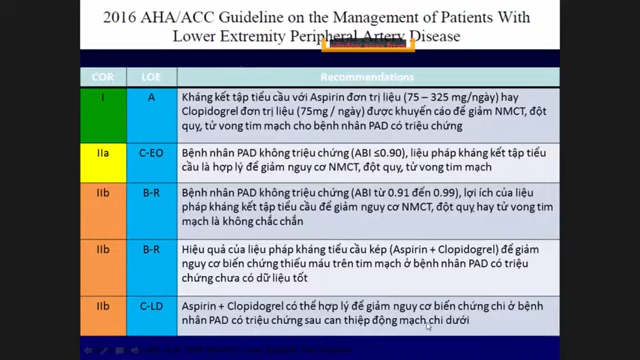 2016 AHA/ACC Guideline on the Management of Patients With
Lower Extremity Peripheral Artery Disease
COR LOE Recommendations
I A Kháng kết tập tiểu cầu với Aspirin đơn trị liệu (75 – 325 mg/ngày) hay
Clopidogrel đơn trị liệu (75mg / ngày) được khuyến cáo để giảm NMCT, đột
quỵ, tử vong tim mạch cho bệnh nhân PAD có triệu chứng
IIa C-EO Bệnh nhân PAD không triệu chứng (ABI ≤0.90), liệu pháp kháng kết tập tiểu
cầu là hợp lý để giảm nguy cơ NMCT, đột quỵ, tử vong tim mạch
IIb B-R Bệnh nhân PAD không triệu chứng (ABI từ 0.91 đến 0.99), lợi ích của liệu
pháp kháng kết tập tiểu cầu để giảm nguy cơ NMCT, đột quỵ hay tử vong tim
mạch là không chắc chắn
IIb B-R Hiệu quả của liệu pháp kháng tiểu cầu kép (Aspirin + Clopidogrel) để giảm
nguy cơ biến chứng thiếu máu trên tim mạch ở bệnh nhân PAD có triệu
chứng chưa có dữ liệu tốt
IIb C-LD Aspirin + Clopidogrel có thể hợp lý để giảm nguy cơ biến chứng chi ở bệnh
nhân PAD có triệu chứng sau can thiệp động mạch chi dưới